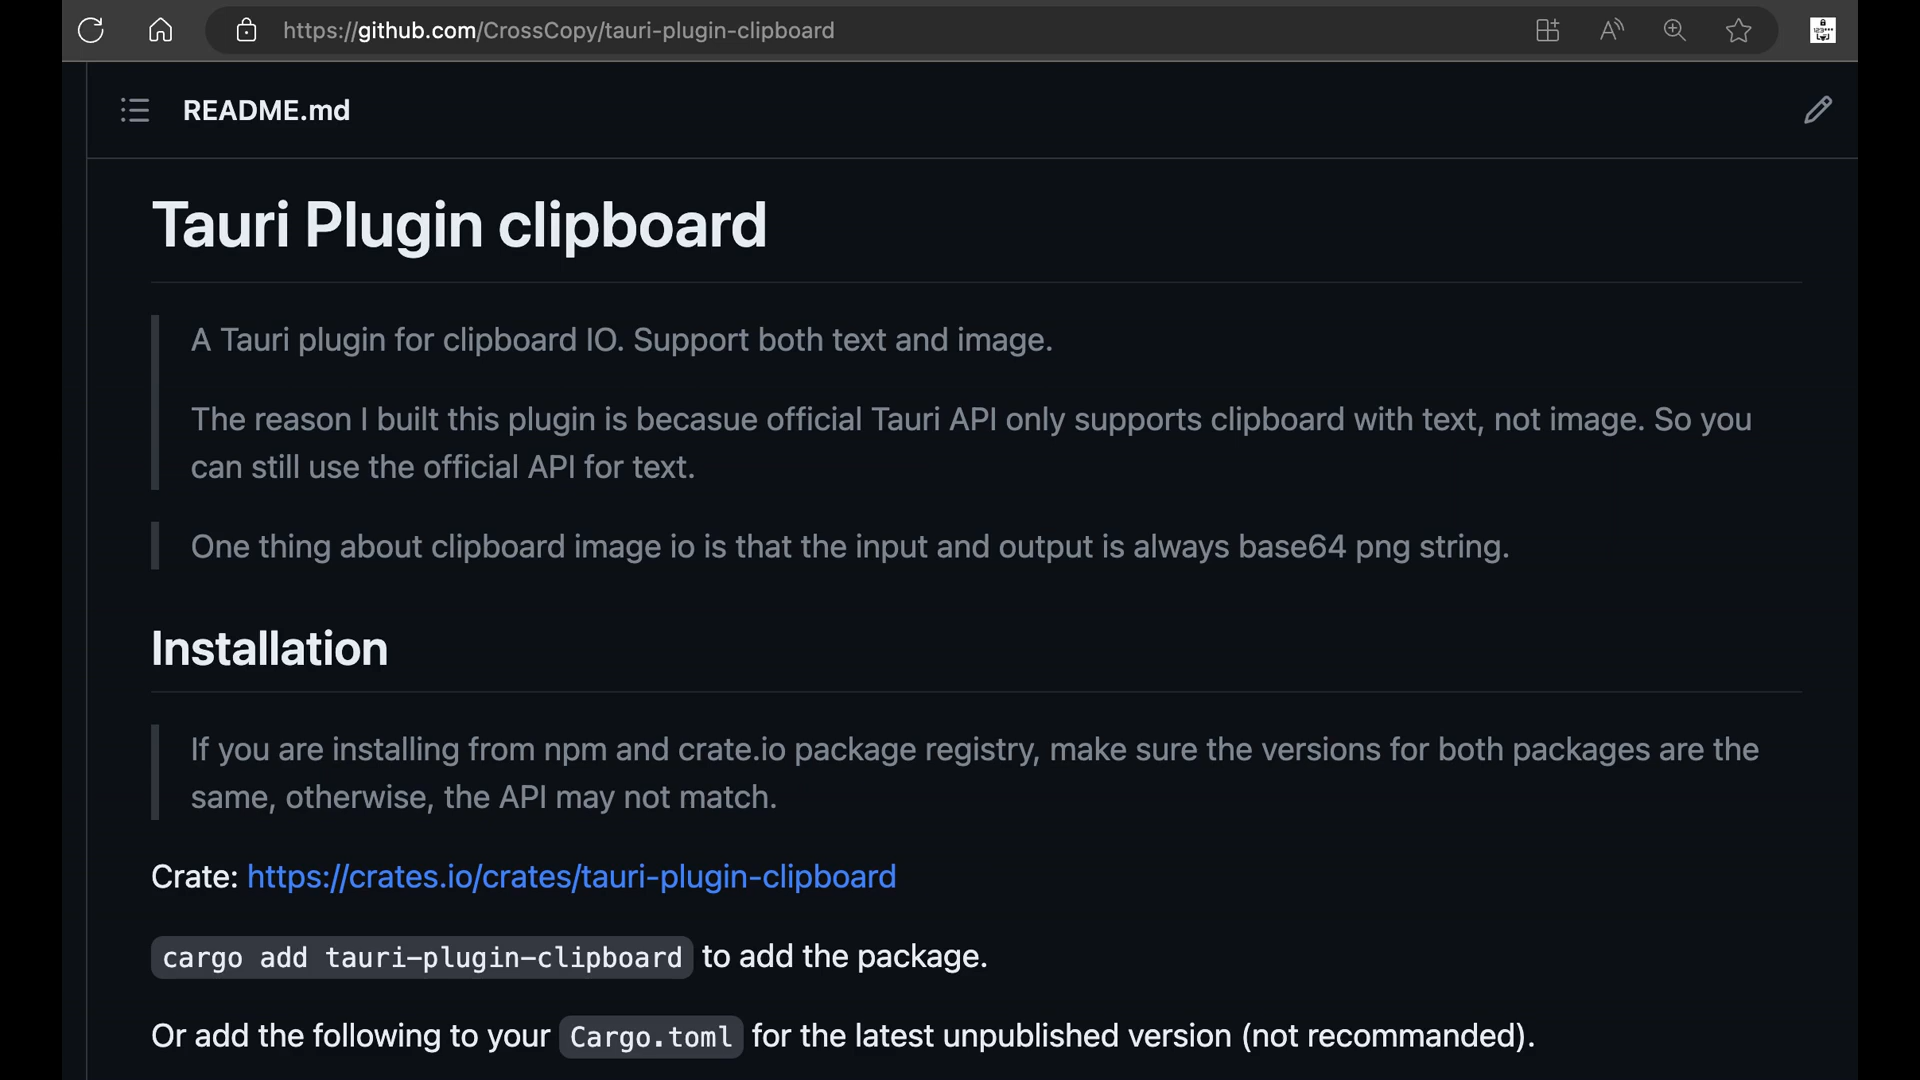 https://github.com/CrossCopy/tauri-plugin-clipboard
README.md
Tauri Plugin clipboard
A Tauri plugin for clipboard IO. Support both text and image.
The reason I built this plugin is becasue official Tauri API only supports clipboard with text, not image. So you
can still use the official API for text.
One thing about clipboard image io is that the input and output is always base64 png string.
Installation
If you are installing from npm and crate.io package registry, make sure the versions for both packages are the
same, otherwise, the API may not match.
Crate: https://crates.io/crates/tauri-plugin-clipboard
cargo add tauri-plugin-clipboard to add the package.
Or add the following to your Cargo.toml for the latest unpublished version (not recommanded).